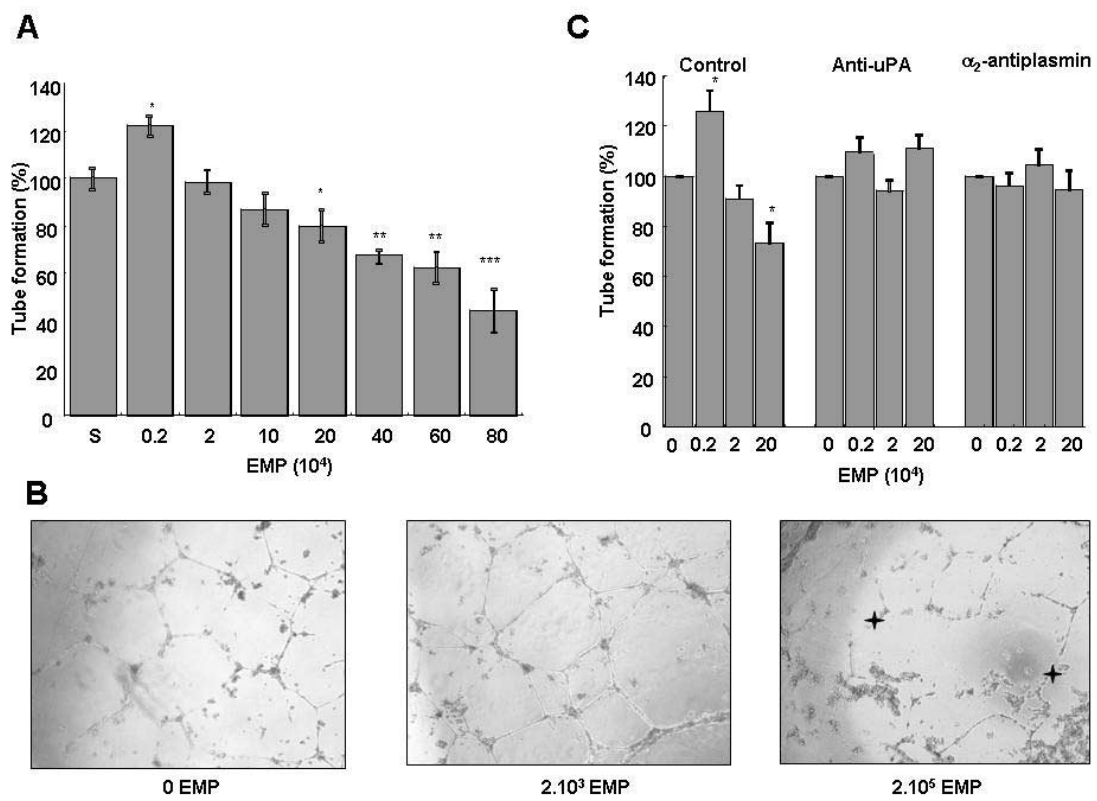 A
Tube formation (%)
140
120
100
80
60
40
20
0
*
*
**
**
***
S 0.2 2 10 20 40 60 80
EMP (10⁴)
C
Control Anti-uPA α₂-antiplasmin
Tube formation (%)
140
120
100
80
60
40
20
0
*
*
0 0.2 2 20 0 0.2 2 20 0 0.2 2 20
EMP (10⁴) EMP (10⁴)
B
0 EMP 2.10³ EMP 2.10⁵ EMP